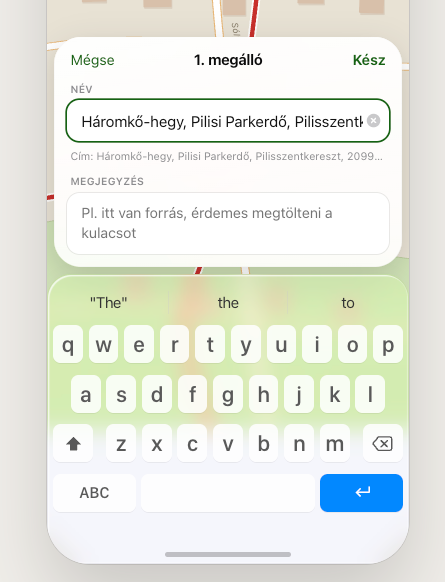 Mégse
1. megálló
Kész
NÉV
Háromkő-hegy, Pilisi Parkerdő, Pilisszentk
Cím: Háromkő-hegy, Pilisi Parkerdő, Pilisszentkereszt, 2099...
MEGJEGYZÉS
Pl. itt van forrás, érdemes megtölteni a
kulacsot
"The" the to
q w e r t y u i o p
a s d f g h j k l
z x c v b n m
ABC